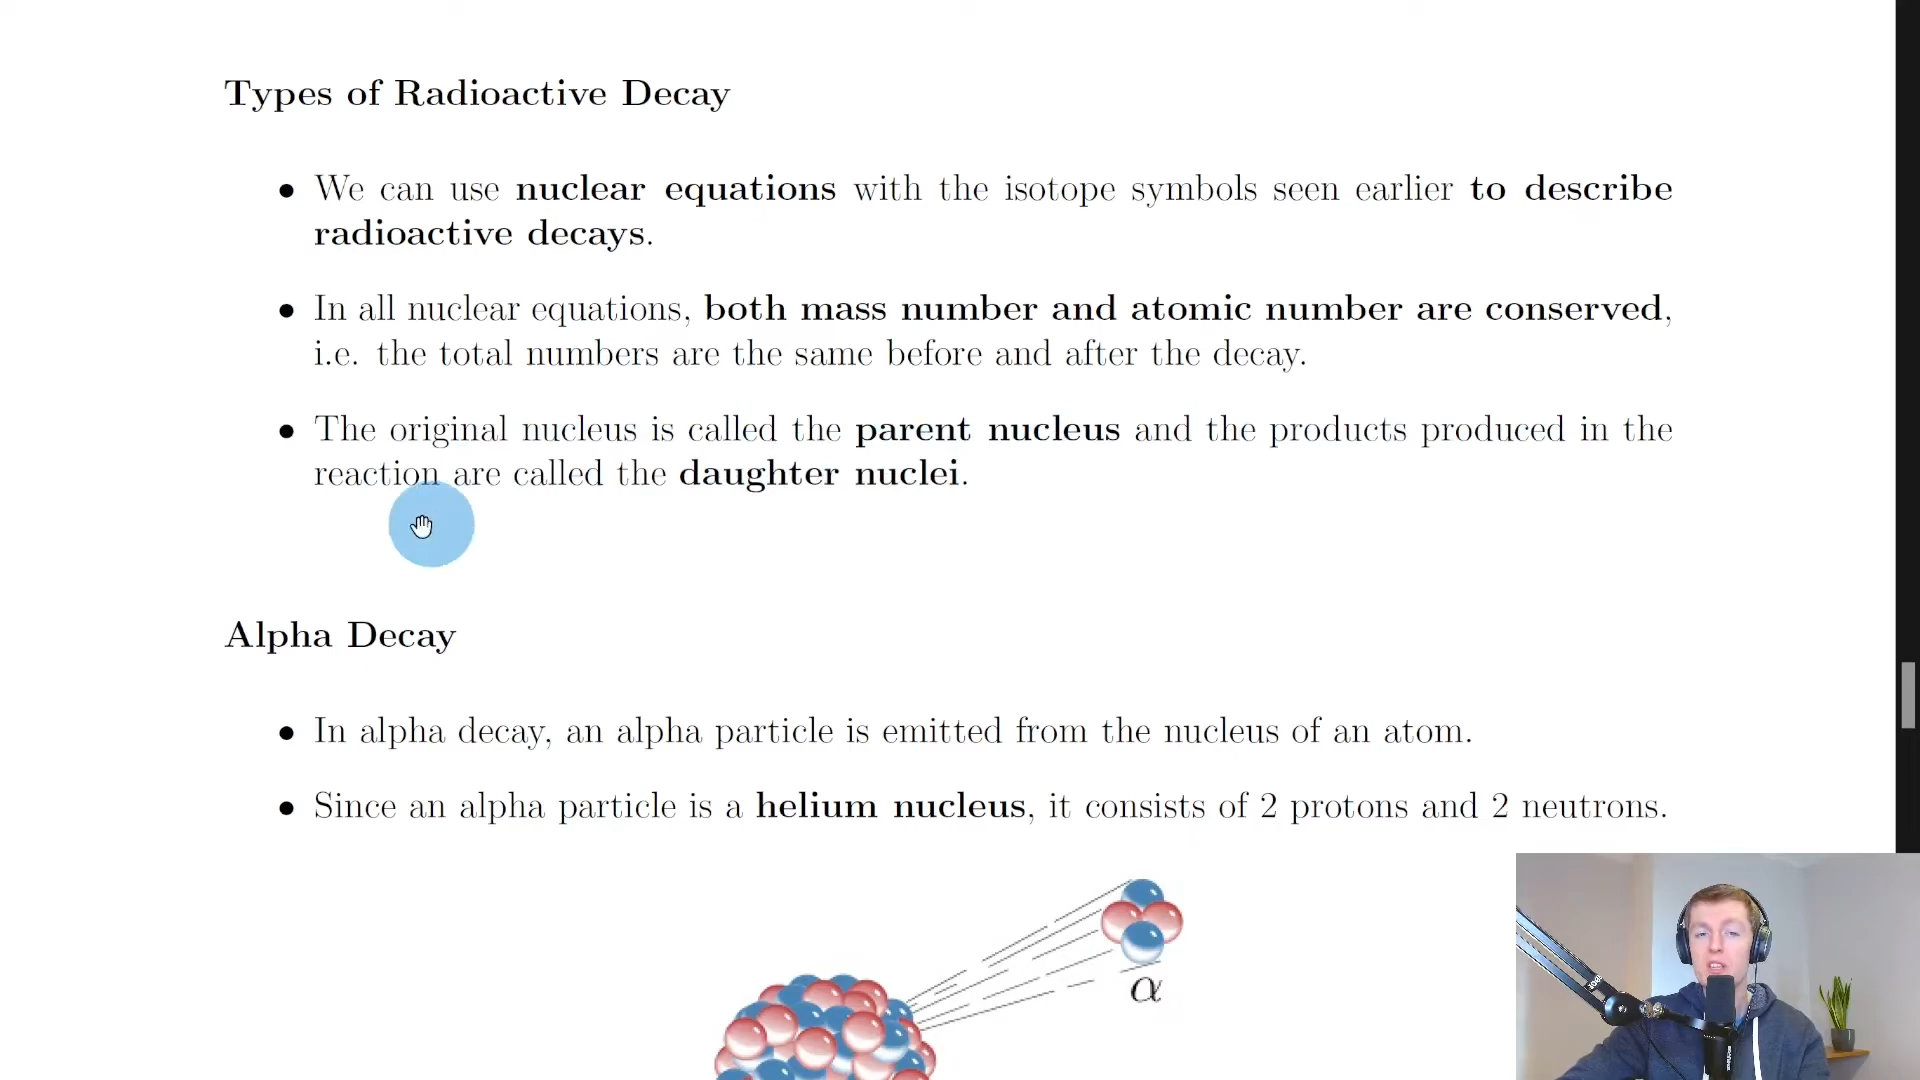 Types of Radioactive Decay
• We can use nuclear equations with the isotope symbols seen earlier to describe
radioactive decays.
• In all nuclear equations, both mass number and atomic number are conserved,
i.e. the total numbers are the same before and after the decay.
• The original nucleus is called the parent nucleus and the products produced in the
reaction are called the daughter nuclei.
Alpha Decay
• In alpha decay, an alpha particle is emitted from the nucleus of an atom.
• Since an alpha particle is a helium nucleus, it consists of 2 protons and 2 neutrons.
α